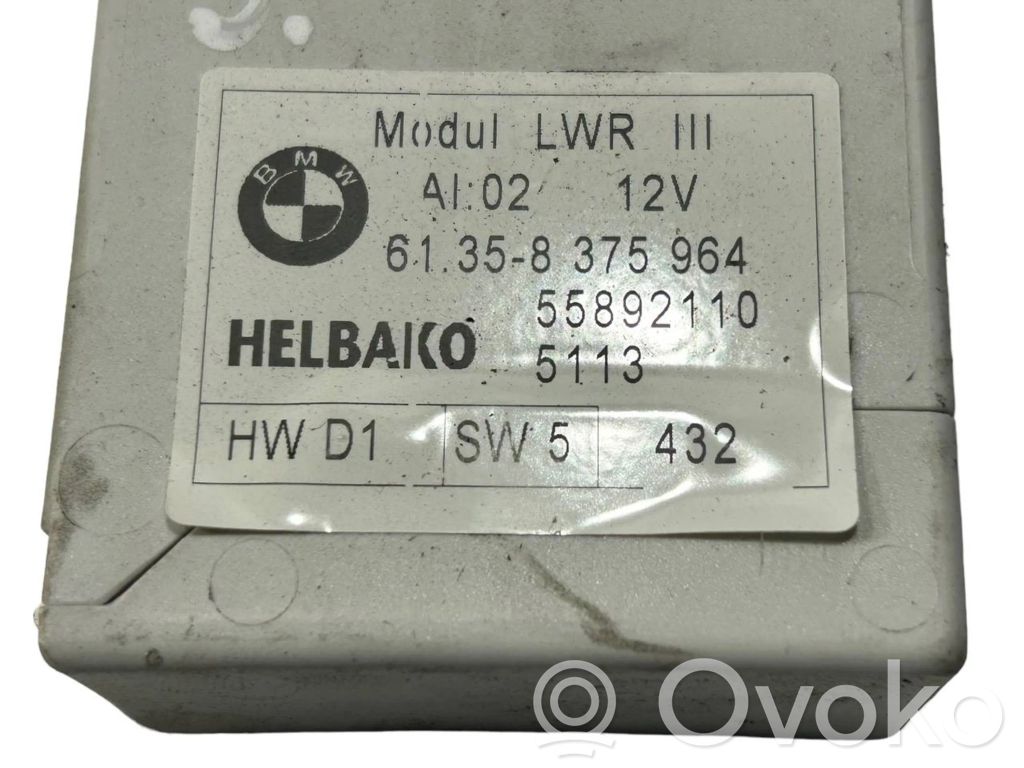 Modul LWR III
BMW
AI:02 12V
61.35-8 375 964
55892110
HELBAKO
5113
HW D1 SW 5 432
Ovoko